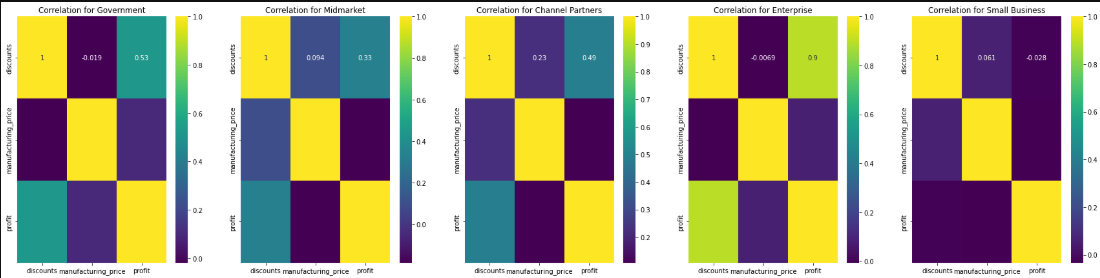 Correlation for Government
Correlation for Midmarket
Correlation for Channel Partners
Correlation for Enterprise
Correlation for Small Business
discounts
manufacturing_price
profit
1 -0.019 0.53
discounts manufacturing_price profit
1.0
0.8
0.6
0.4
0.2
0.0
discounts
manufacturing_price
profit
1 0.094 0.33
discounts manufacturing_price profit
1.0
0.8
0.6
0.4
0.2
0.0
discounts
manufacturing_price
profit
1 0.23 0.49
discounts manufacturing_price profit
1.0
0.9
0.8
0.7
0.6
0.5
0.4
0.3
0.2
discounts
manufacturing_price
profit
1 -0.0069 0.9
discounts manufacturing_price profit
1.0
0.8
0.6
0.4
0.2
0.0
discounts
manufacturing_price
profit
1 0.061 -0.028
discounts manufacturing_price profit
1.0
0.8
0.6
0.4
0.2
0.0